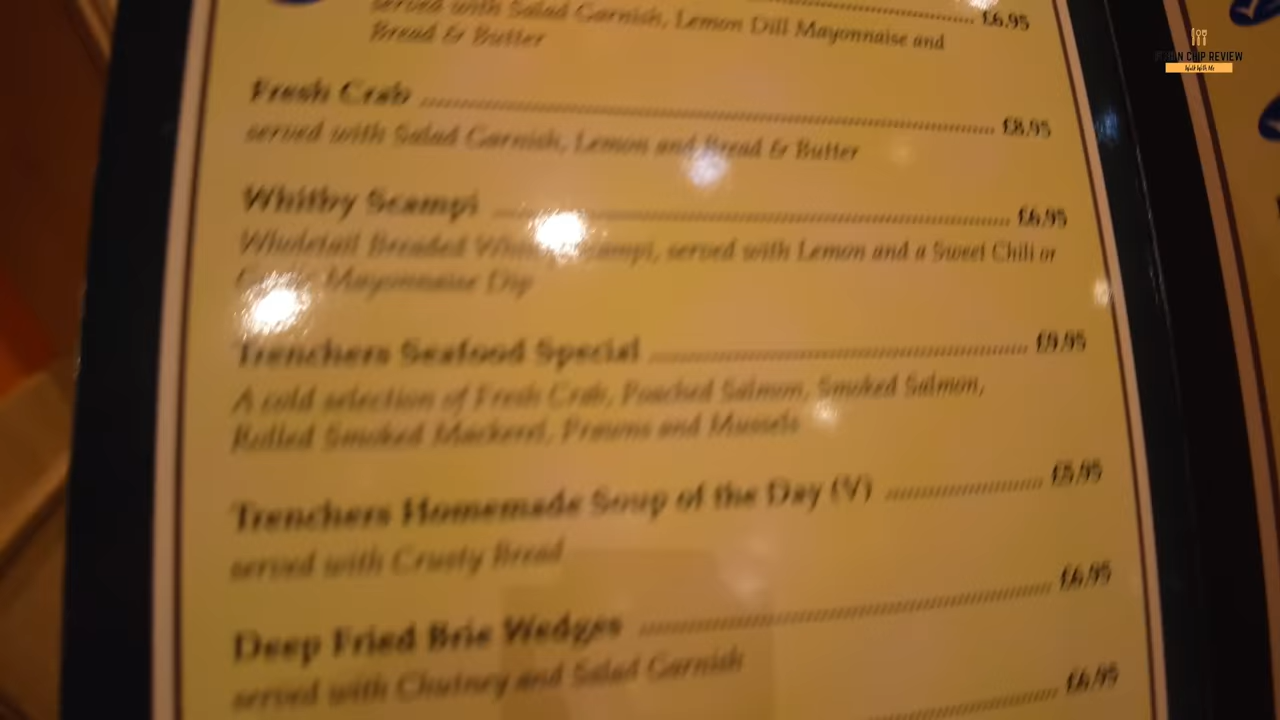 served with Salad Garnish, Lemon Dill Mayonnaise and
Bread & Butter
£6.95
Fresh Crab £8.95
served with Salad Garnish, Lemon and Bread & Butter
Whitby Scampi £6.95
Wholetail Breaded Whitby Scampi, served with Lemon and a Sweet Chili or
Mayonnaise Dip
Trenchers Seafood Special £9.95
A cold selection of Fresh Crab, Poached Salmon, Smoked Salmon,
Rolled Smoked Mackerel, Prawns and Mussels
Trenchers Homemade Soup of the Day (V) £5.95
served with Crusty Bread
Deep Fried Brie Wedges £6.95
served with Chutney and Salad Garnish
£6.95
CHIP REVIEW